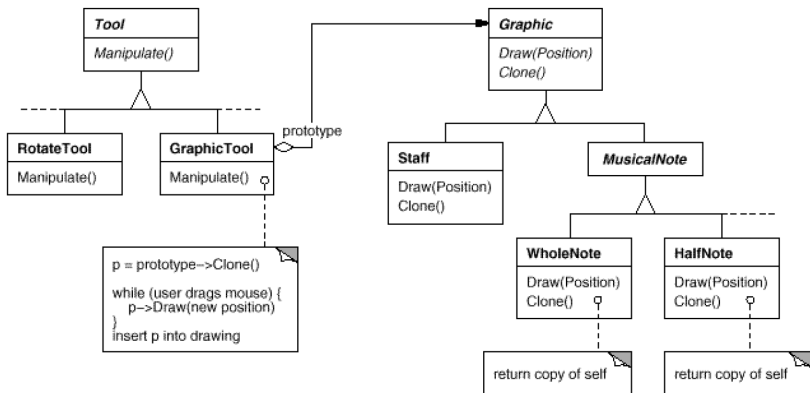 Tool
Manipulate()
RotateTool
Manipulate()
GraphicTool
Manipulate()
prototype
p = prototype–>Clone()
while (user drags mouse) {
p–>Draw(new position)
}
insert p into drawing
Graphic
Draw(Position)
Clone()
Staff
Draw(Position)
Clone()
MusicalNote
WholeNote
Draw(Position)
Clone()
return copy of self
HalfNote
Draw(Position)
Clone()
return copy of self